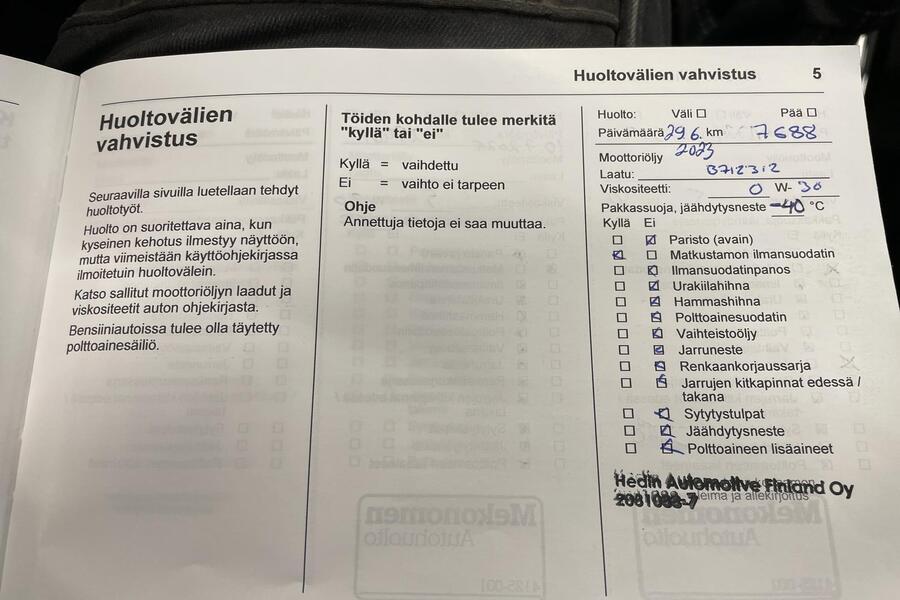 Huoltovälien vahvistus 5
Huoltovälien
vahvistus
Seuraavilla sivuilla luetellaan tehdyt
huoltotyöt.
Huolto on suoritettava aina, kun
kyseinen kehotus ilmestyy näyttöön,
mutta viimeistään käyttöohjekirjassa
ilmoitetuin huoltovälein.
Katso sallitut moottoriöljyn laadut ja
viskositeetit auton ohjekirjasta.
Bensiiniautoissa tulee olla täytetty
polttoainesäiliö.
Töiden kohdalle tulee merkitä
"kyllä" tai "ei"
Kyllä = vaihdettu
Ei = vaihto ei tarpeen
Ohje
Annettuja tietoja ei saa muuttaa.
Huolto: Väli Pää
Päivämäärä 29.6. km 7688
2023
Moottoriöljy
Laatu: B712312
Viskositeetti: 0 W- 30
Pakkassuoja, jäähdytysneste -40 °C
Kyllä Ei
Paristo (avain)
Matkustamon ilmansuodatin
Ilmansuodatinpanos
Urakiilahihna
Hammashihna
Polttoainesuodatin
Vaihteistoöljy
Jarruneste
Renkaankorjaussarja
Jarrujen kitkapinnat edessä /
takana
Sytytystulpat
Jäähdytysneste
Polttoaineen lisäaineet
Hedin Automotive Finland Oy
leima ja allekirjoitus